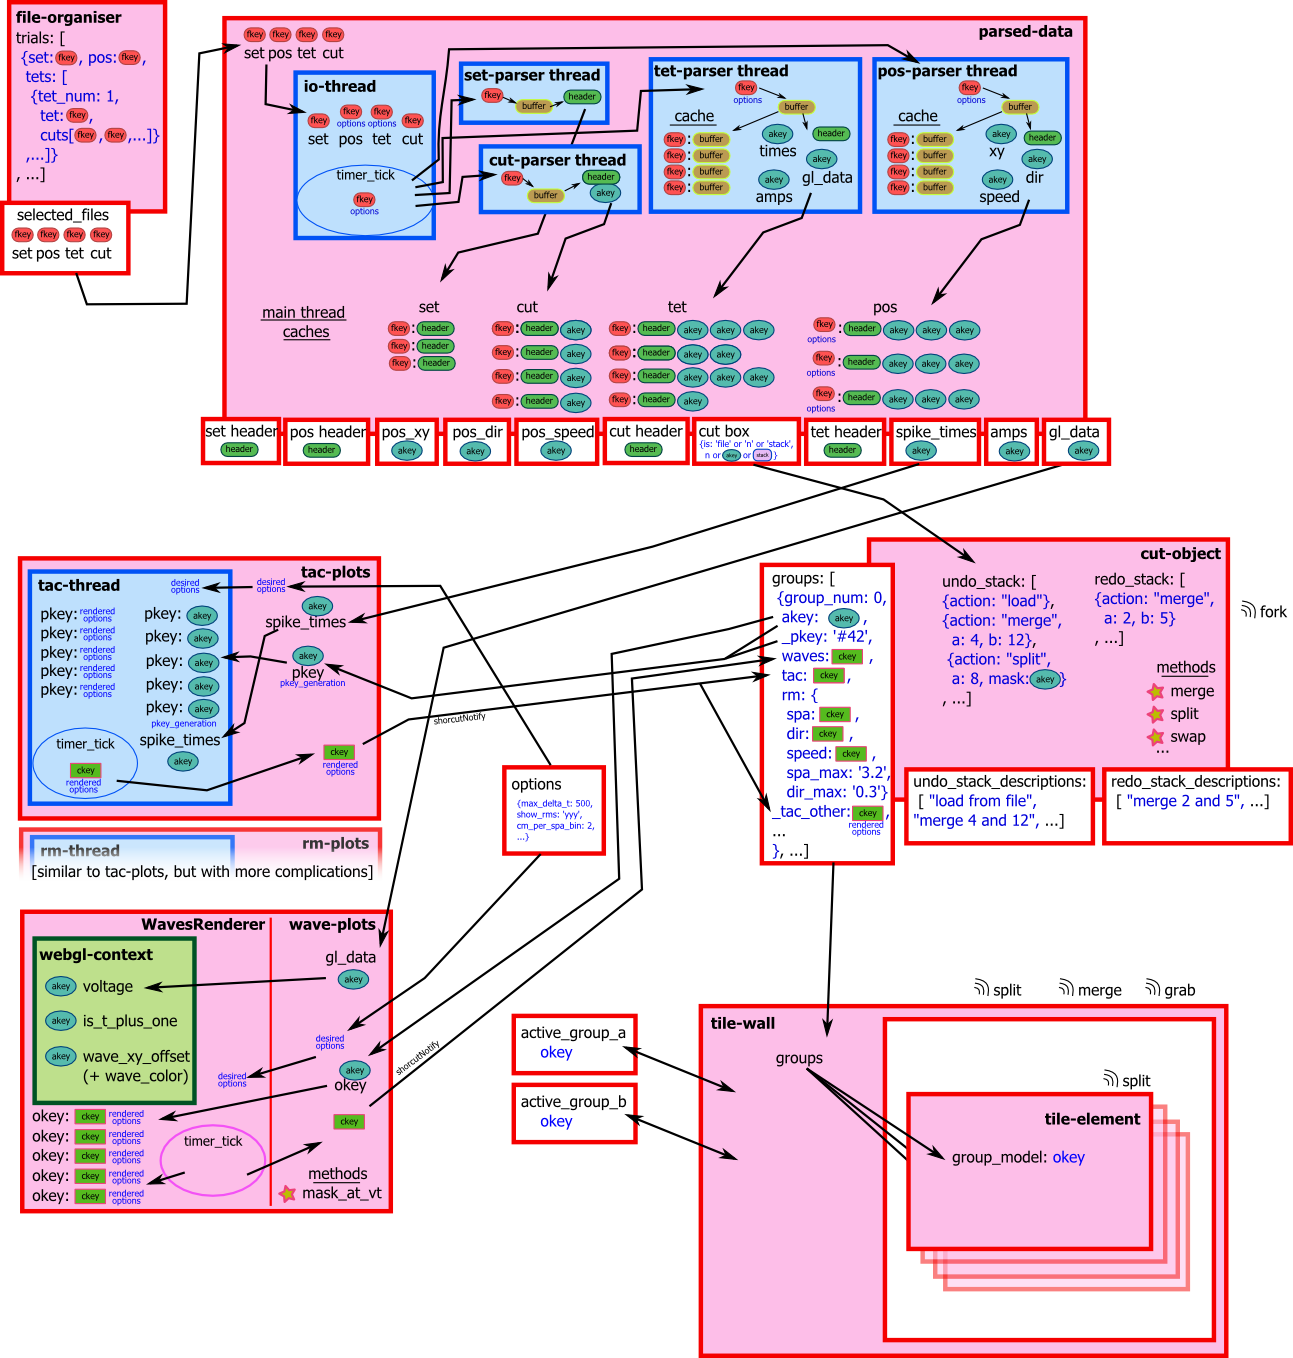 file-organiser
trials: [
{set: fkey, pos: fkey,
tets: [
{tet_num: 1,
tet: fkey,
cuts[fkey, fkey,...]}
,...]}
, ...]
selected_files
fkey fkey fkey fkey
set pos tet cut
parsed-data
fkey fkey fkey fkey
set pos tet cut
io-thread
fkey fkey fkey fkey
options options
set pos tet cut
timer_tick
fkey
options
set-parser thread
fkey buffer header
cut-parser thread
fkey buffer header
akey
tet-parser thread
fkey
options
buffer
cache
fkey: buffer
fkey: buffer
fkey: buffer
fkey: buffer
akey
times
header
akey
gl_data
akey
amps
pos-parser thread
fkey
options
buffer
cache
fkey: buffer
fkey: buffer
fkey: buffer
fkey: buffer
akey
xy
header
akey
dir
akey
speed
main thread
caches
set
fkey: header
fkey: header
fkey: header
cut
fkey: header akey
fkey: header akey
fkey: header akey
fkey: header akey
tet
fkey: header akey akey akey
fkey: header akey akey
fkey: header akey akey akey
fkey: header akey
pos
fkey: header akey akey akey
options
fkey: header akey akey akey
options
fkey: header akey akey akey
options
set header
header
pos header
header
pos_xy
akey
pos_dir
akey
pos_speed
akey
cut header
header
cut box
{is: 'file' or 'n' or 'stack',
n or akey or stack }
tet header
header
spike_times
akey
amps
akey
gl_data
akey
tac-plots
tac-thread
desired
options
desired
options
pkey: rendered
options
pkey: rendered
options
pkey: rendered
options
pkey: rendered
options
pkey: rendered
options
pkey: akey
pkey: akey
pkey: akey
pkey: akey
pkey: akey
pkey_generation
spike_times
akey
timer_tick
ckey
rendered
options
akey
spike_times
akey
pkey
pkey_generation
ckey
rendered
options
shorcutNotify
rm-thread
rm-plots
[similar to tac-plots, but with more complications]
options
{max_delta_t: 500,
show_rms: 'yyy',
cm_per_spa_bin: 2,
...}
groups: [
{group_num: 0,
akey: akey ,
_pkey: '#42',
waves: ckey ,
tac: ckey ,
rm: {
spa: ckey ,
dir: ckey ,
speed: ckey ,
spa_max: '3.2',
dir_max: '0.3'}
_tac_other: ckey ,
rendered
options
...
}, ...]
cut-object
undo_stack: [
{action: "load"},
{action: "merge",
a: 4, b: 12},
{action: "split",
a: 8, mask: akey}
, ...]
redo_stack: [
{action: "merge",
a: 2, b: 5}
, ...]
methods
merge
split
swap
...
fork
undo_stack_descriptions:
[ "load from file",
"merge 4 and 12", ...]
redo_stack_descriptions:
[ "merge 2 and 5", ...]
WavesRenderer
wave-plots
webgl-context
akey voltage
akey is_t_plus_one
akey wave_xy_offset
(+ wave_color)
okey: ckey rendered
options
okey: ckey rendered
options
okey: ckey rendered
options
okey: ckey rendered
options
okey: ckey rendered
options
desired
options
timer_tick
gl_data
akey
desired
options
akey
okey
ckey
methods
mask_at_vt
shorcutNotify
active_group_a
okey
active_group_b
okey
split
merge
grab
tile-wall
groups
split
tile-element
group_model: okey